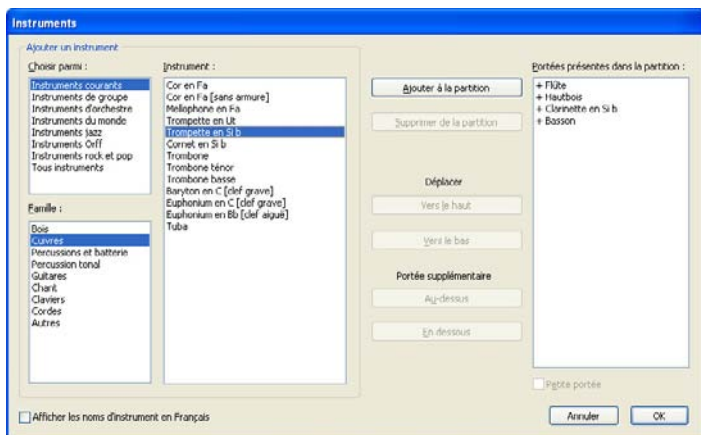 Instruments
Ajouter un instrument
Choisir parmi :
Instruments courants
Instruments de groupe
Instruments d'orchestre
Instruments du monde
Instruments jazz
Instruments Orff
Instruments rock et pop
Tous instruments
Famille :
Bois
Cuivres
Percussions et batterie
Percussion tonal
Guitares
Chant
Claviers
Cordes
Autres
Instrument :
Cor en Fa
Cor en Fa [sans armure]
Mellophone en Fa
Trompette en Ut
Trompette en Si b
Cornet en Si b
Trombone
Trombone ténor
Trombone basse
Baryton en C [clef grave]
Euphonium en C [clef grave]
Euphonium en Bb [clef aiguë]
Tuba
Ajouter à la partition
Supprimer de la partition
Déplacer
Vers le haut
Vers le bas
Portée supplémentaire
Au-dessus
En dessous
Portées présentes dans la partition :
+ Flûte
+ Hautbois
+ Clarinette en Si b
+ Basson
Petite portée
Afficher les noms d'instrument en Français
Annuler
OK